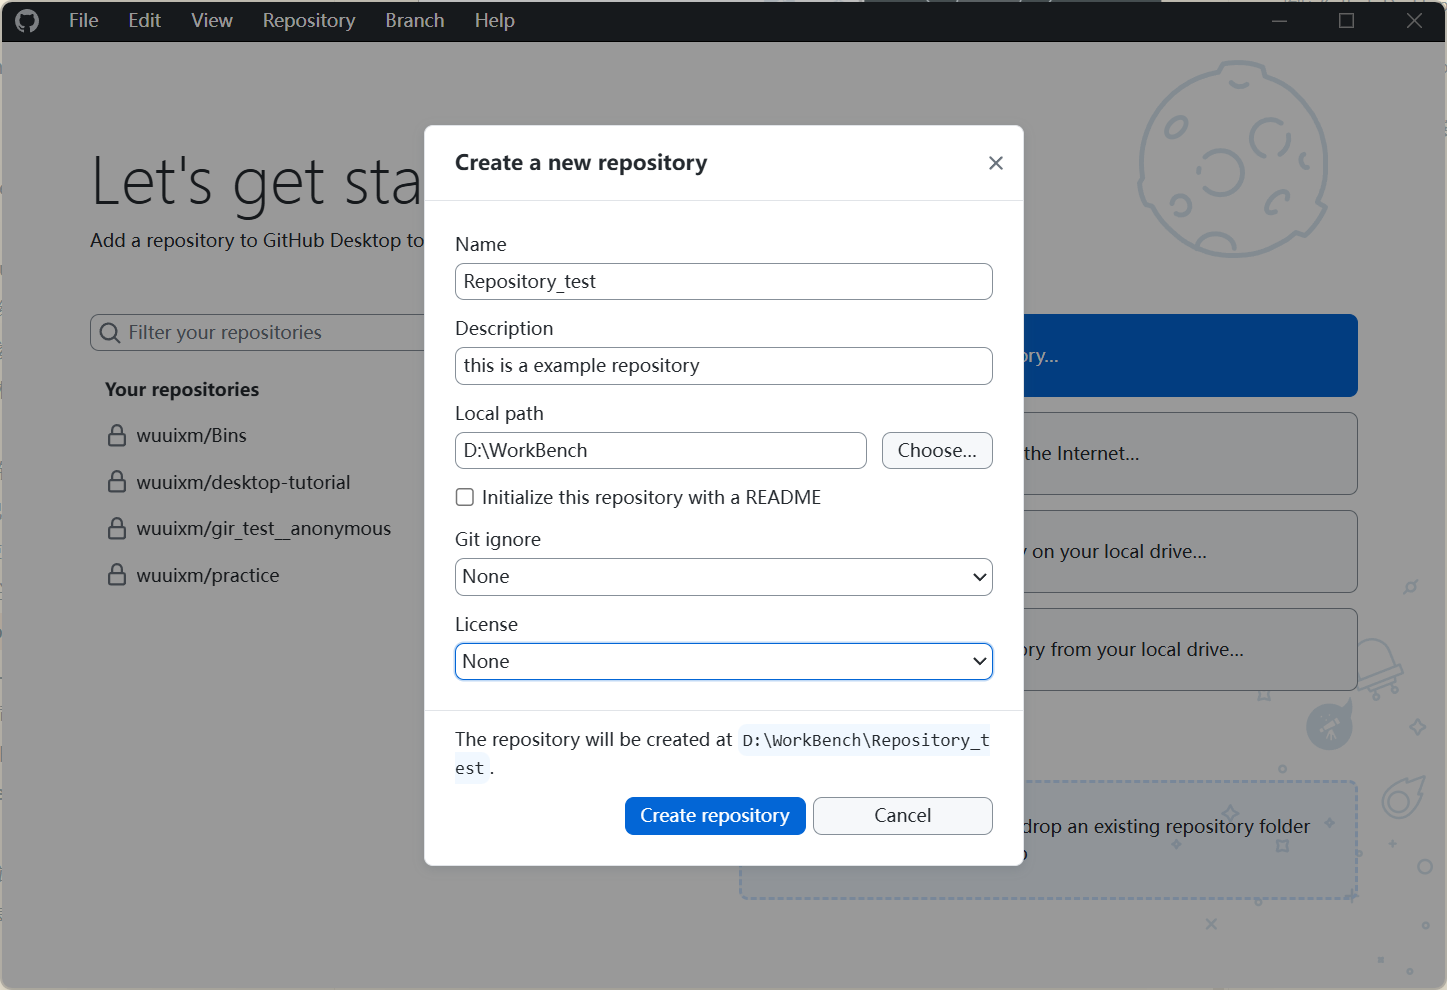 File Edit View Repository Branch Help
Let's get sta
Add a repository to GitHub Desktop to
Filter your repositories
Your repositories
wuuixm/Bins
wuuixm/desktop-tutorial
wuuixm/gir_test__anonymous
wuuixm/practice
Create a new repository
Name
Repository_test
Description
this is a example repository
Local path
D:\WorkBench
Choose...
Initialize this repository with a README
Git ignore
None
License
None
The repository will be created at D:\WorkBench\Repository_t
est.
Create repository
Cancel
ory...
the Internet...
y on your local drive...
ory from your local drive...
drop an existing repository folder